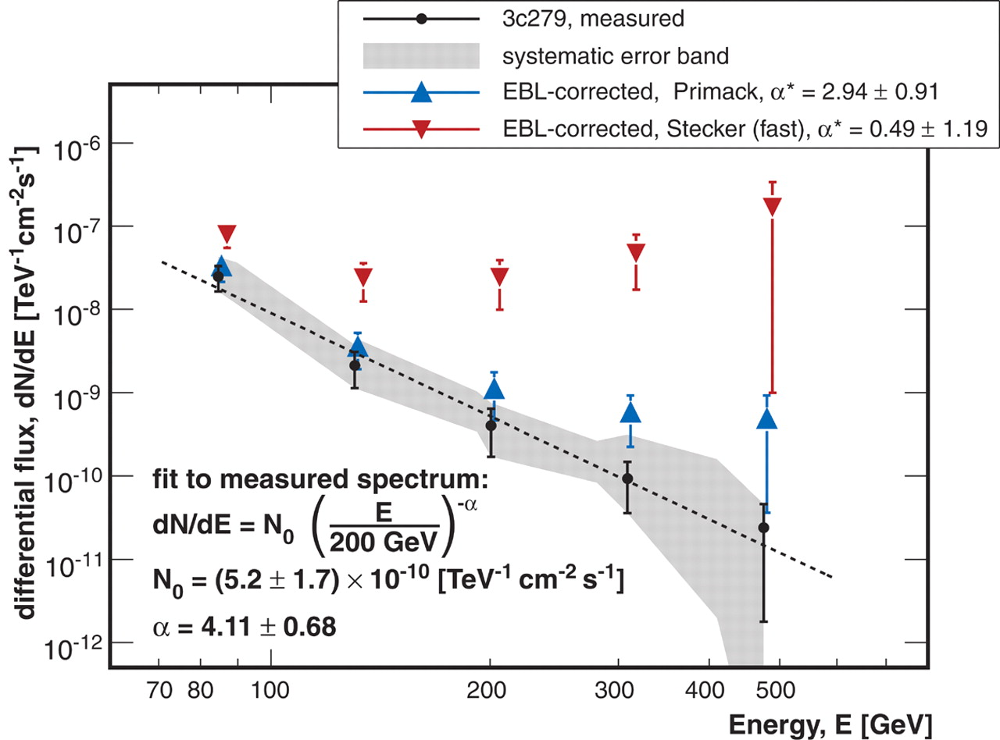 3c279, measured
systematic error band
EBL-corrected, Primack, α* = 2.94 ± 0.91
EBL-corrected, Stecker (fast), α* = 0.49 ± 1.19
differential flux, dN/dE [TeV⁻¹cm⁻²s⁻¹]
10⁻⁶
10⁻⁷
10⁻⁸
10⁻⁹
10⁻¹⁰
10⁻¹¹
10⁻¹²
fit to measured spectrum:
dN/dE = N₀ (E / 200 GeV)^-α
N₀ = (5.2 ± 1.7) × 10⁻¹⁰ [TeV⁻¹ cm⁻² s⁻¹]
α = 4.11 ± 0.68
70 80 100 200 300 400 500
Energy, E [GeV]